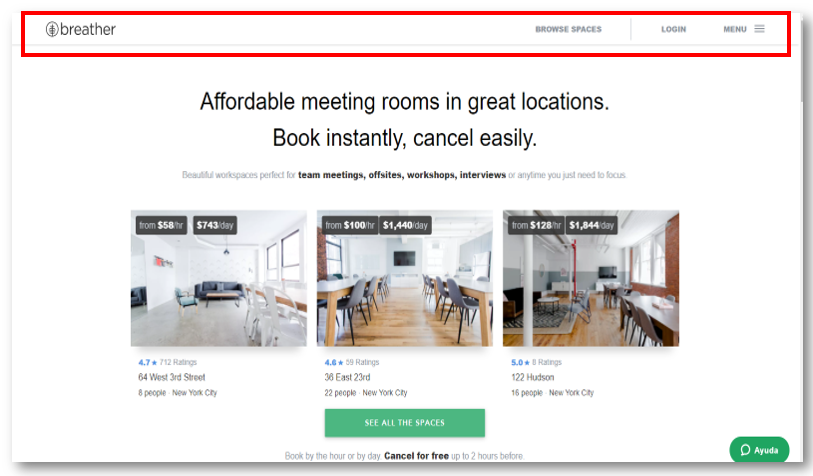 breather BROWSE SPACES LOGIN MENU
Affordable meeting rooms in great locations.
Book instantly, cancel easily.
Beautiful workspaces perfect for team meetings, offsites, workshops, interviews or anytime you just need to focus.
from $58/hr $743/day
from $100/hr $1,440/day
from $128/hr $1,844/day
4.7 ★ 712 Ratings
64 West 3rd Street
8 people · New York City
4.6 ★ 59 Ratings
36 East 23rd
22 people · New York City
5.0 ★ 8 Ratings
122 Hudson
16 people · New York City
SEE ALL THE SPACES
Book by the hour or by day. Cancel for free up to 2 hours before.
Ayuda